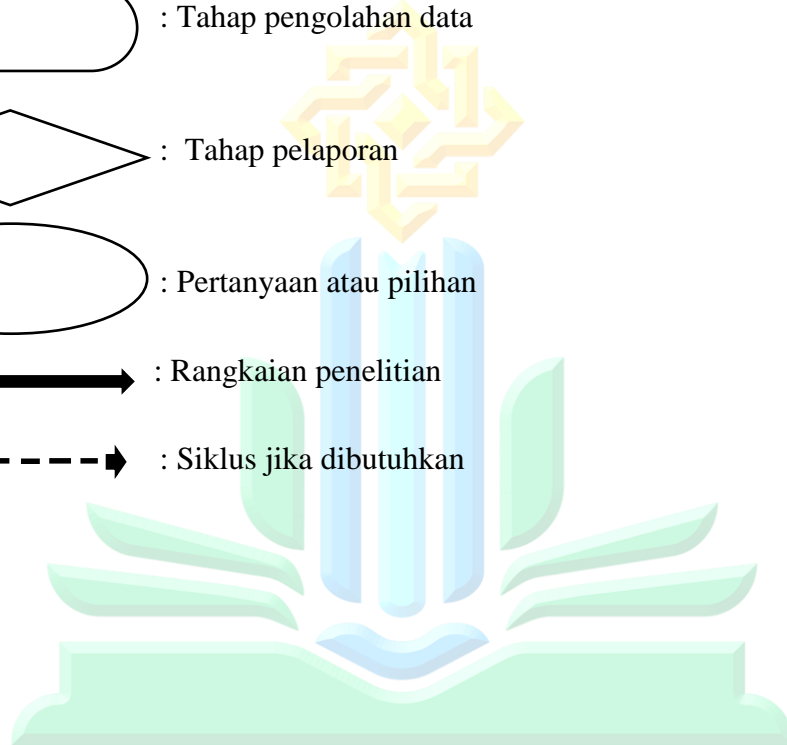 : Tahap pengolahan data
: Tahap pelaporan
: Pertanyaan atau pilihan
: Rangkaian penelitian
: Siklus jika dibutuhkan